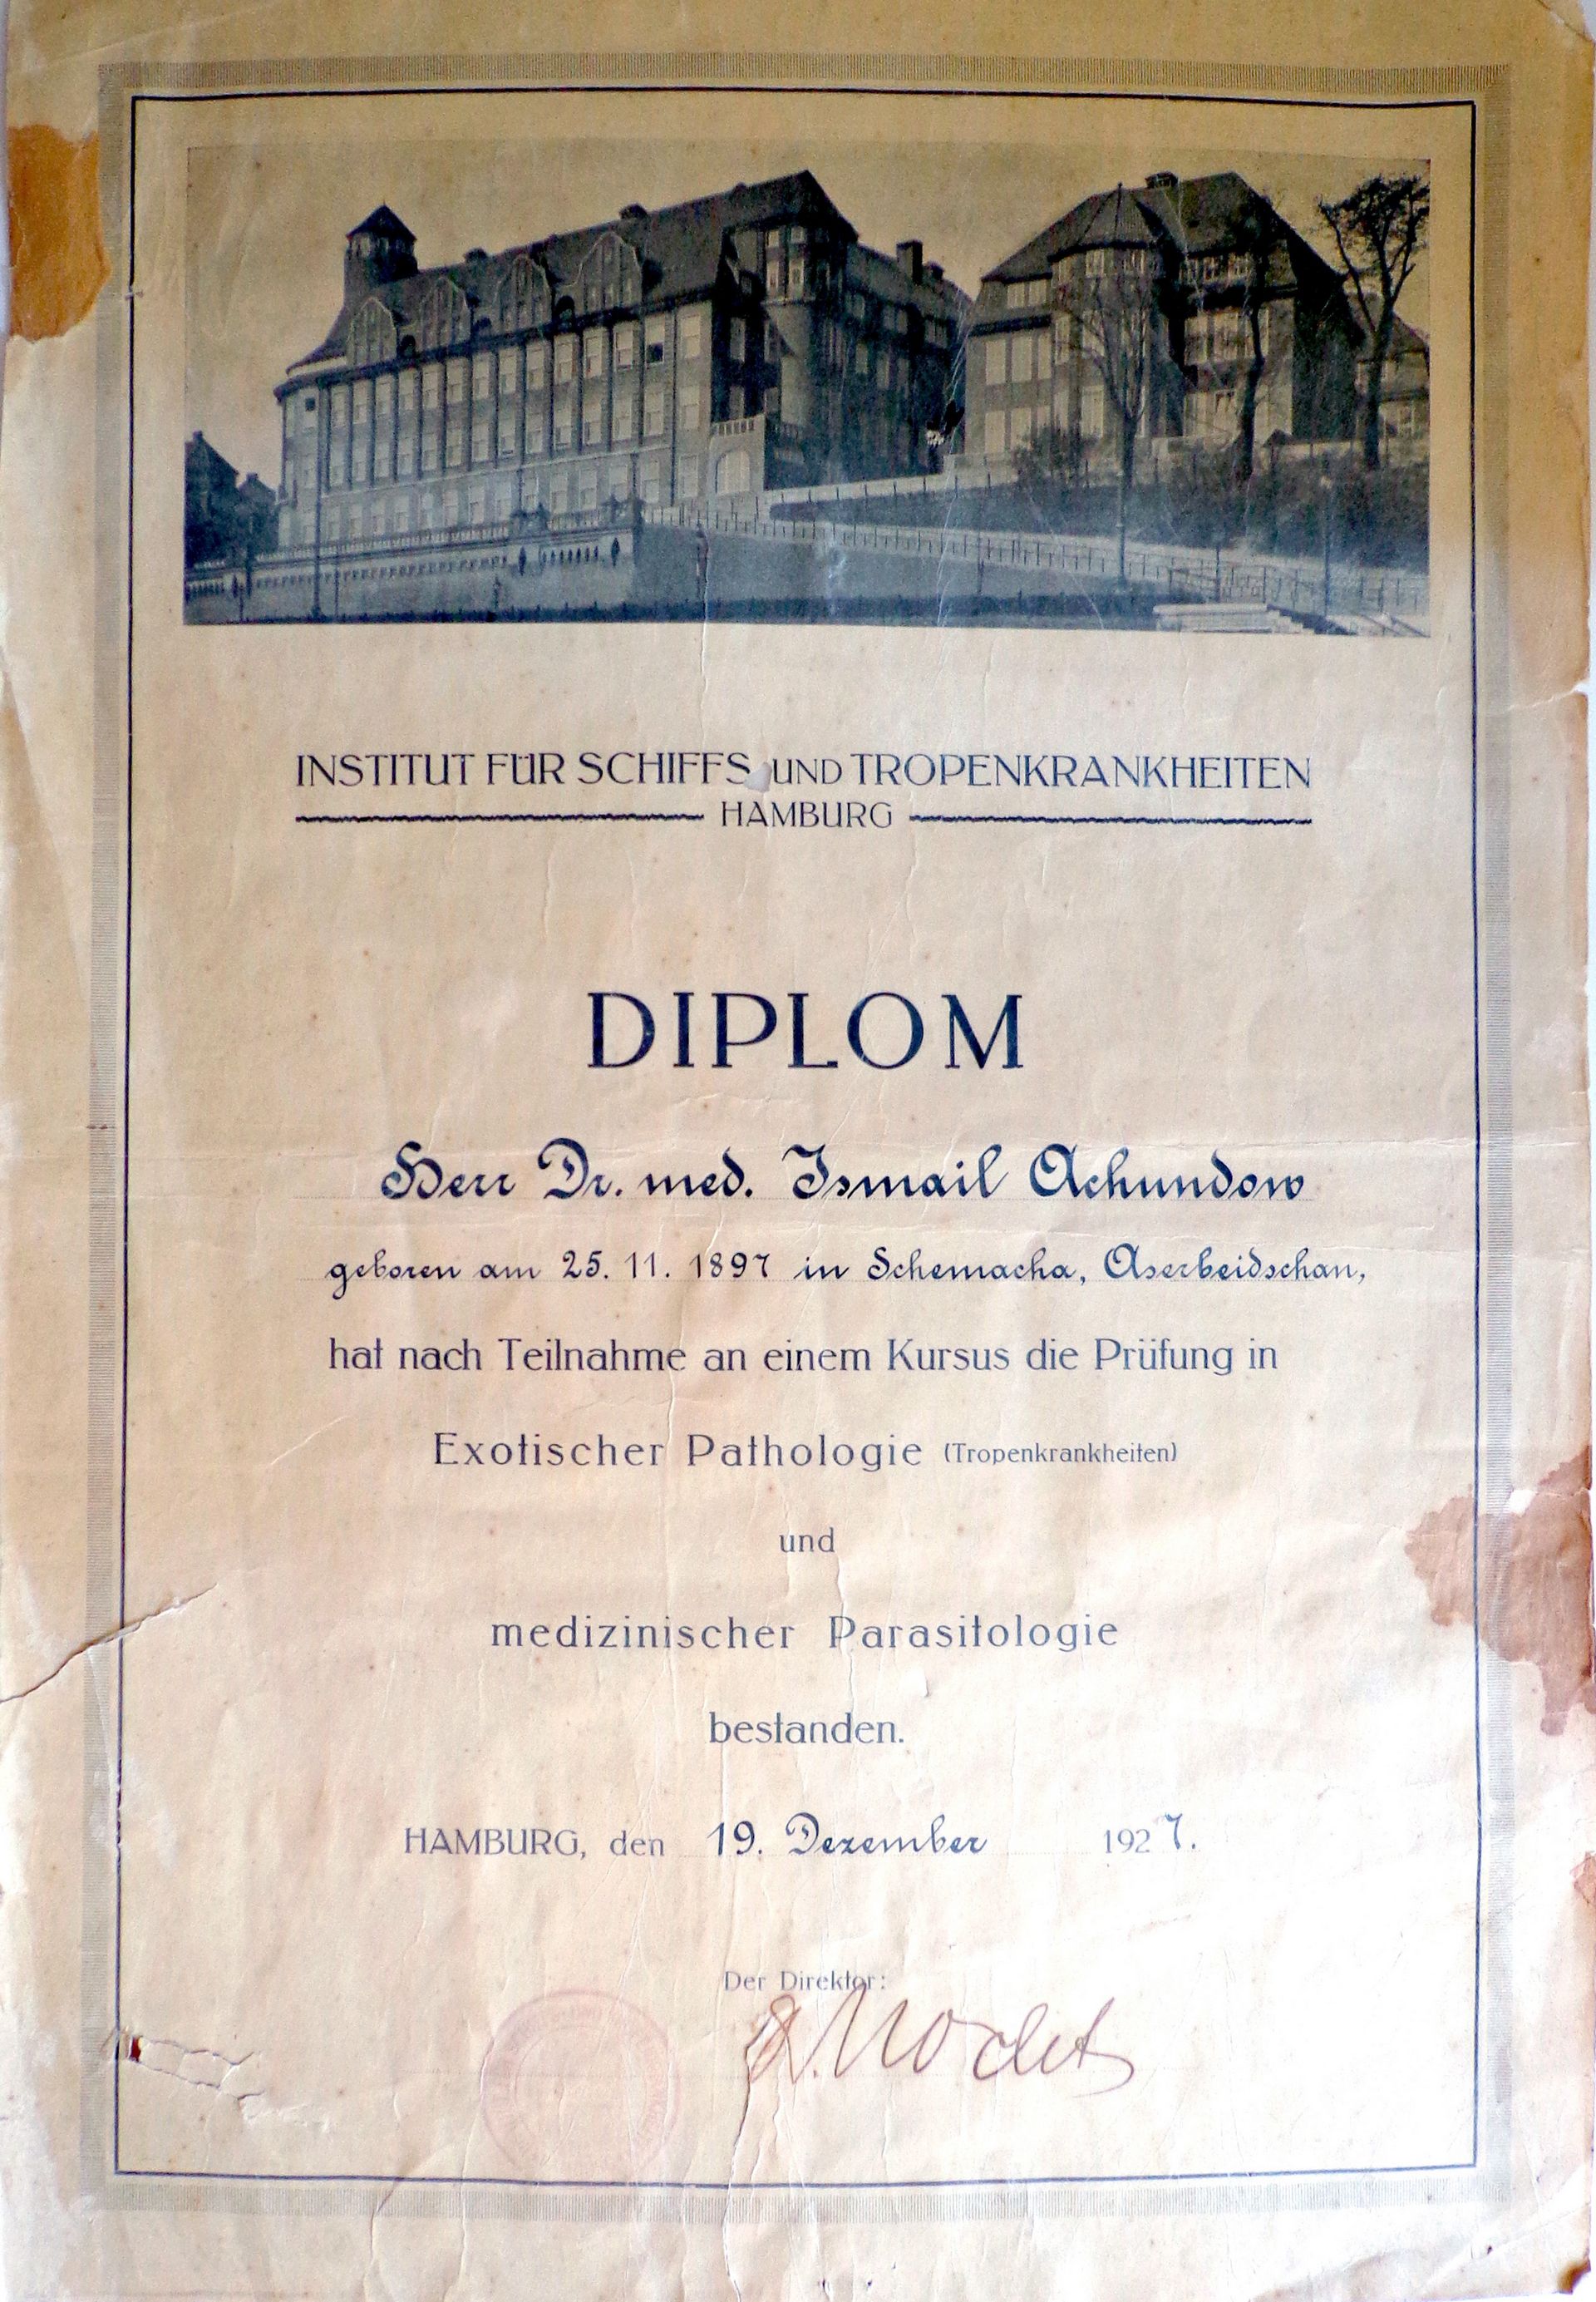 INSTITUT FÜR SCHIFFS UND TROPENKRANKHEITEN
HAMBURG
DIPLOM
Herr Dr. med. Ismail Achundow
geboren am 25. 11. 1897 in Schemacha, Aserbeidschan,
hat nach Teilnahme an einem Kursus die Prüfung in
Exotischer Pathologie (Tropenkrankheiten)
und
medizinischer Parasitologie
bestanden.
HAMBURG, den 19. Dezember 1927.
Der Direktor:
B. Nocht